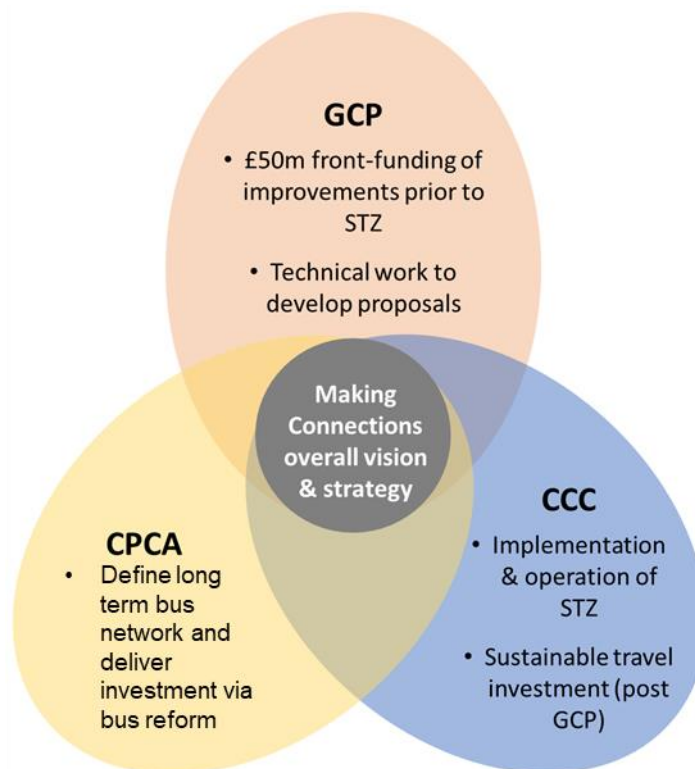 GCP
• £50m front-funding of
improvements prior to
STZ
• Technical work to
develop proposals
Making
Connections
overall vision
& strategy
CPCA
• Define long
term bus
network and
deliver
investment via
bus reform
CCC
• Implementation
& operation of
STZ
• Sustainable travel
investment (post
GCP)